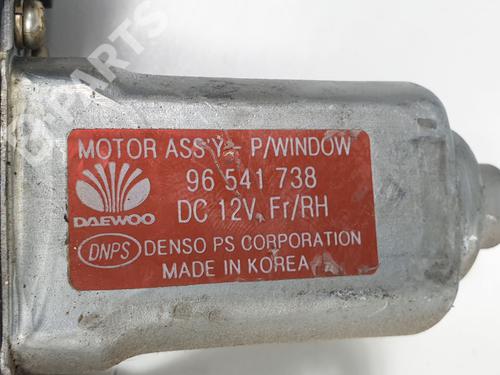 MOTOR ASS'Y - P/WINDOW
96 541 738
DAEWOO
DC 12V, Fr/RH
DNPS DENSO PS CORPORATION
MADE IN KOREA